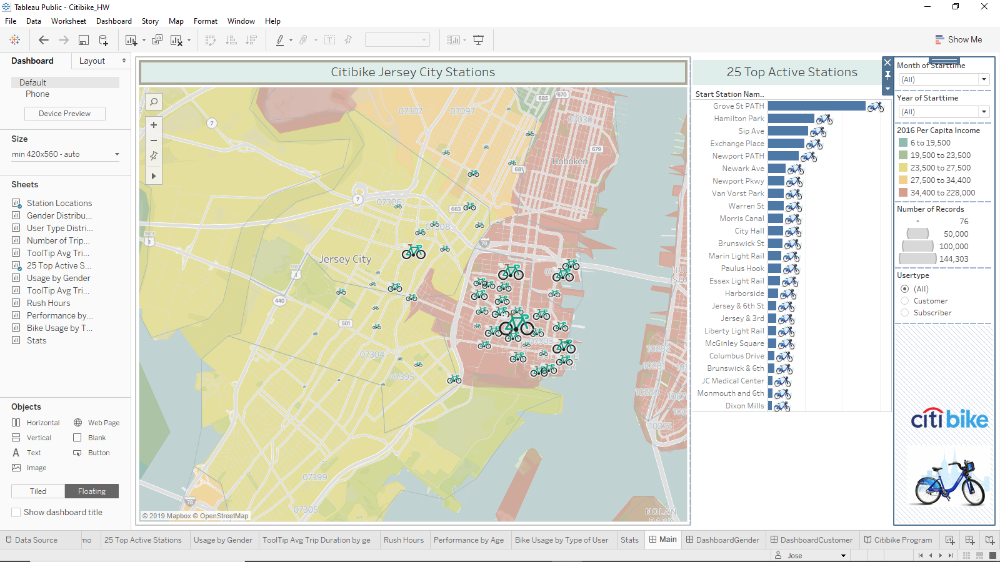 Tableau Public - Citibike_HW
File Data Worksheet Dashboard Story Map Format Window Help
Show Me
Dashboard
Layout
Default
Phone
Device Preview
Size
min 420x560 - auto
Sheets
Station Locations
Gender Distribu...
User Type Distri...
Number of Trip...
ToolTip Avg Tri...
25 Top Active S...
Usage by Gender
ToolTip Avg Tri...
Rush Hours
Performance by...
Bike Usage by T...
Stats
Objects
Horizontal
Web Page
Vertical
Blank
Text
Button
Image
Tiled
Floating
Show dashboard title
Citibike Jersey City Stations
685
670
07307
07097
07030
7
679
Hoboken
681
7
07306
663
07308
TRUCK
1
78
Jersey City
TRUCK
1
440
501
07303
07304
07395
10282
10281
10280
10275
07399
07305
78
NOLAN
PARK
© 2019 Mapbox © OpenStreetMap
25 Top Active Stations
Start Station Nam..
Grove St PATH
Hamilton Park
Sip Ave
Exchange Place
Newport PATH
Newark Ave
Newport Pkwy
Van Vorst Park
Warren St
Morris Canal
City Hall
Brunswick St
Marin Light Rail
Paulus Hook
Essex Light Rail
Harborside
Jersey & 6th St
Jersey & 3rd
Liberty Light Rail
McGinley Square
Columbus Drive
Brunswick & 6th
JC Medical Center
Monmouth and 6th
Dixon Mills
Month of Starttime
(All)
Year of Starttime
(All)
2016 Per Capita Income
6 to 19,500
19,500 to 23,500
23,500 to 27,500
27,500 to 34,400
34,400 to 228,000
Number of Records
76
50,000
100,000
144,303
Usertype
(All)
Customer
Subscriber
citi bike
Data Source
mo
25 Top Active Stations
Usage by Gender
ToolTip Avg Trip Duration by ge
Rush Hours
Performance by Age
Bike Usage by Type of User
Stats
Main
DashboardGender
DashboardCustomer
Citibike Program
Jose